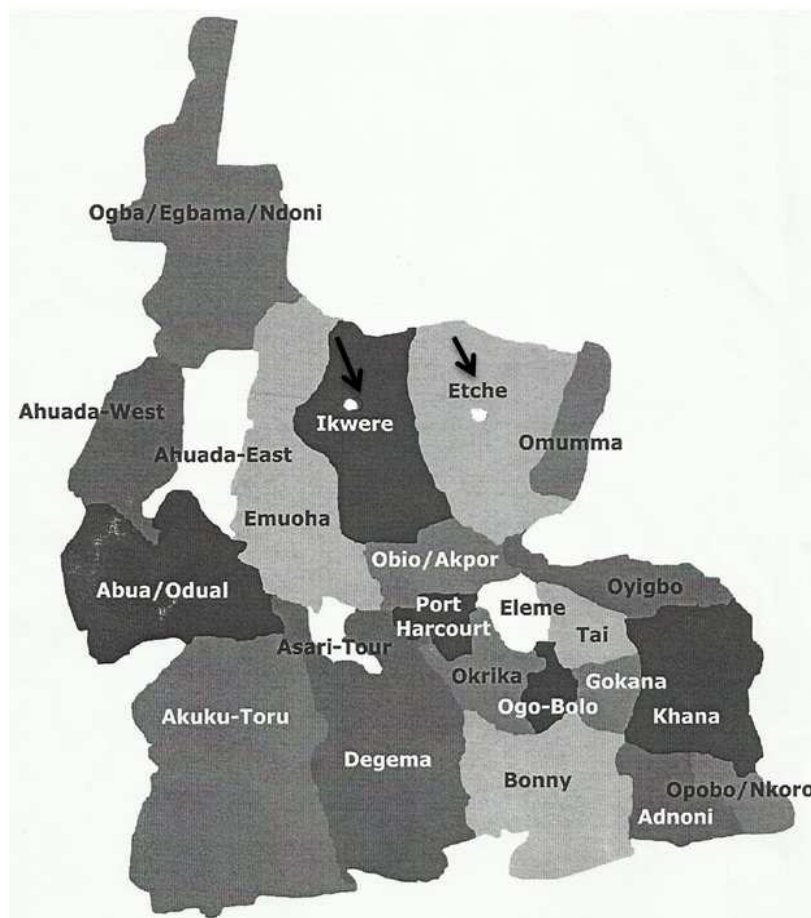 Ogba/Egbama/Ndoni
Ahuada-West
Ahuada-East
Ikwere
Etche
Omumma
Emuoha
Obio/Akpor
Abua/Odual
Oyigbo
Port
Harcourt
Eleme
Tai
Asari-Tour
Okrika
Gokana
Ogo-Bolo
Akuku-Toru
Khana
Degema
Bonny
Opobo/Nkoro
Adnoni